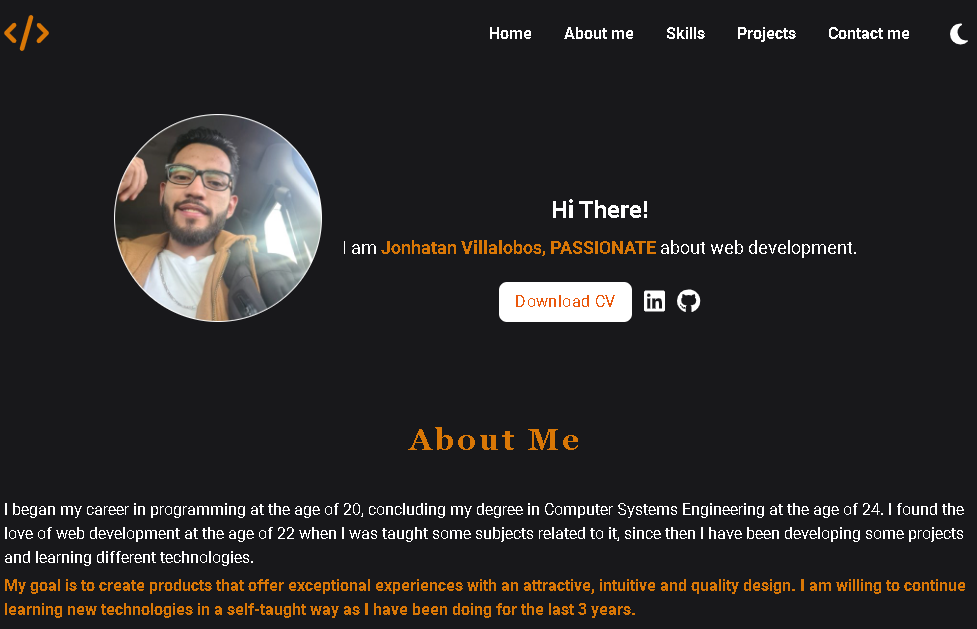 </>
Home About me Skills Projects Contact me
Hi There!
I am Jonhatan Villalobos, PASSIONATE about web development.
Download CV
in
About Me
I began my career in programming at the age of 20, concluding my degree in Computer Systems Engineering at the age of 24. I found the
love of web development at the age of 22 when I was taught some subjects related to it, since then I have been developing some projects
and learning different technologies.
My goal is to create products that offer exceptional experiences with an attractive, intuitive and quality design. I am willing to continue
learning new technologies in a self-taught way as I have been doing for the last 3 years.